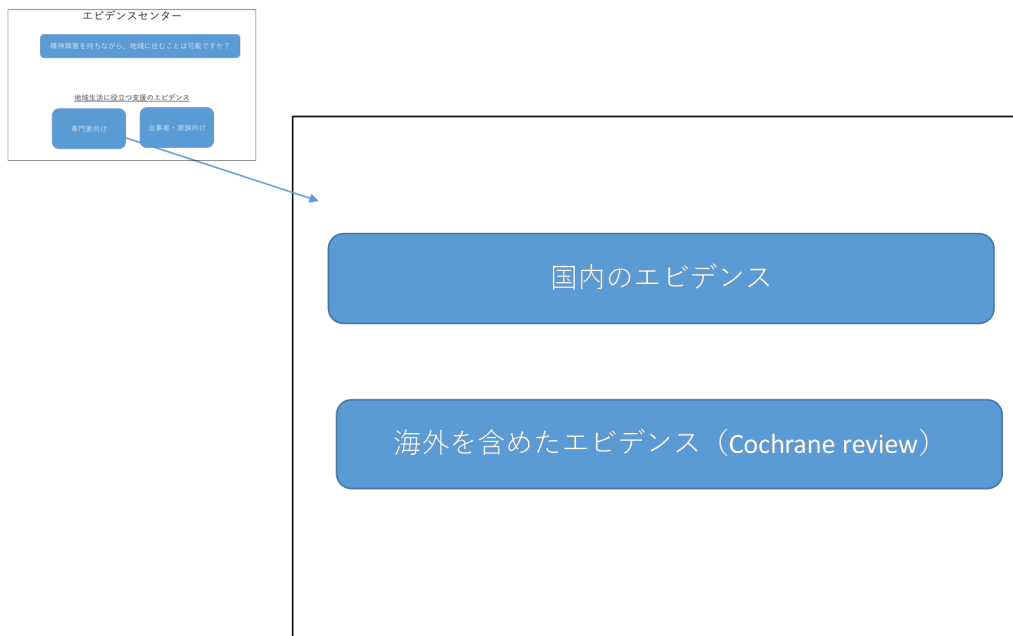 エビデンスセンター
精神障害を持ちながら、地域に住むことは可能ですか？
地域生活に役立つ支援のエビデンス
専門家向け
当事者・家族向け
国内のエビデンス
海外を含めたエビデンス（Cochrane review）